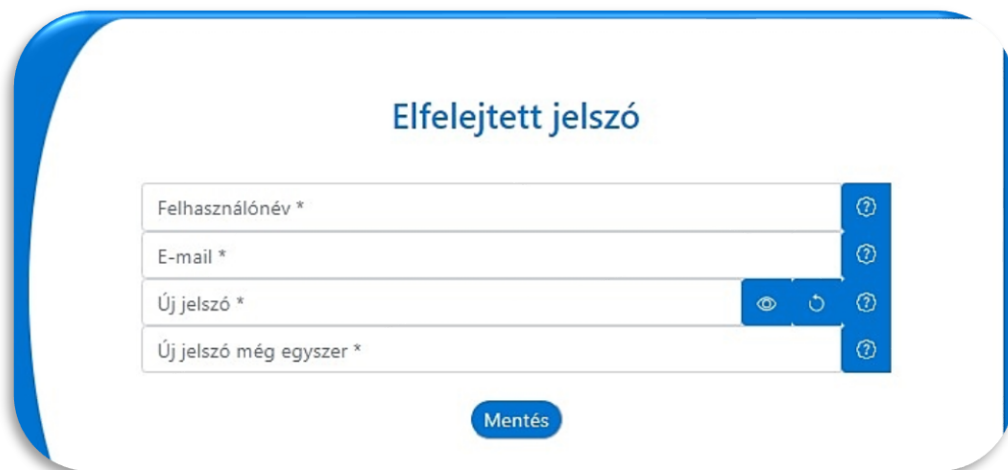 Elfelejtett jelszó
Felhasználónév *
E-mail *
Új jelszó *
Új jelszó még egyszer *
Mentés